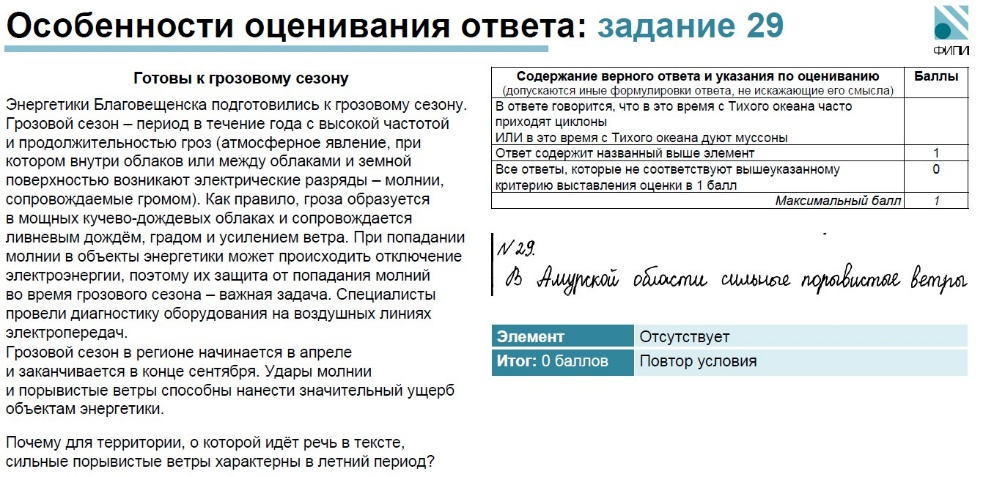 Особенности оценивания ответа: задание 29
ФИПИ
Готовы к грозовому сезону
Энергетики Благовещенска подготовились к грозовому сезону.
Грозовой сезон – период в течение года с высокой частотой
и продолжительностью гроз (атмосферное явление, при
котором внутри облаков или между облаками и земной
поверхностью возникают электрические разряды – молнии,
сопровождаемые громом). Как правило, гроза образуется
в мощных кучево-дождевых облаках и сопровождается
ливневым дождём, градом и усилением ветра. При попадании
молнии в объекты энергетики может происходить отключение
электроэнергии, поэтому их защита от попадания молний
во время грозового сезона – важная задача. Специалисты
провели диагностику оборудования на воздушных линиях
электропередач.
Грозовой сезон в регионе начинается в апреле
и заканчивается в конце сентября. Удары молнии
и порывистые ветры способны нанести значительный ущерб
объектам энергетики.
Почему для территории, о которой идёт речь в тексте,
сильные порывистые ветры характерны в летний период?
Содержание верного ответа и указания по оцениванию Баллы
(допускаются иные формулировки ответа, не искажающие его смысла)
В ответе говорится, что в это время с Тихого океана часто
приходят циклоны
ИЛИ в это время с Тихого океана дуют муссоны
Ответ содержит названный выше элемент 1
Все ответы, которые не соответствуют вышеуказанному 0
критерию выставления оценки в 1 балл
Максимальный балл 1
N 29.
В Амурской области сильные порывистые ветры
Элемент Отсутствует
Итог: 0 баллов Повтор условия